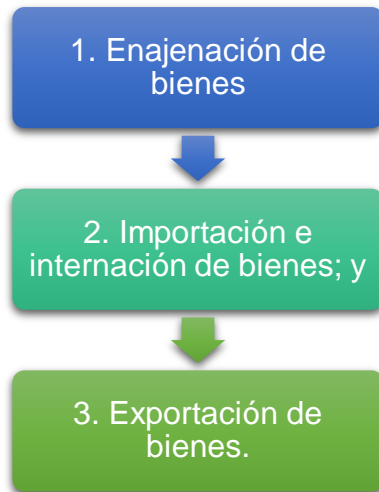 1. Enajenación de
bienes
2. Importación e
internación de bienes; y
3. Exportación de
bienes.